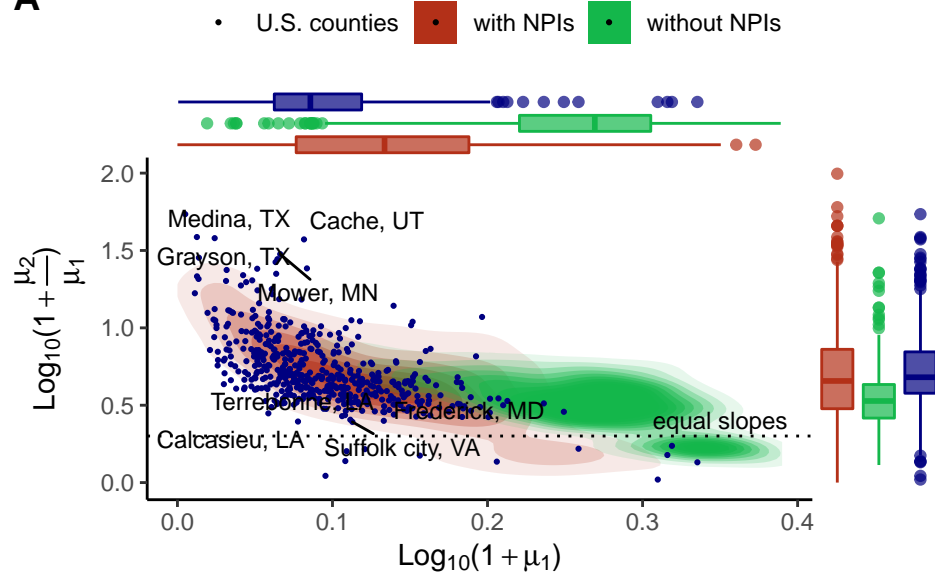 A
U.S. counties with NPIs without NPIs
2.0
1.5
1.0
0.5
0.0
Log10(1 + μ2/μ1)
Medina, TX
Cache, UT
Grayson, TX
Mower, MN
Terrebonne, LA
Frederick, MD
equal slopes
Calcasieu, LA
Suffolk city, VA
0.0 0.1 0.2 0.3 0.4
Log10(1 + μ1)